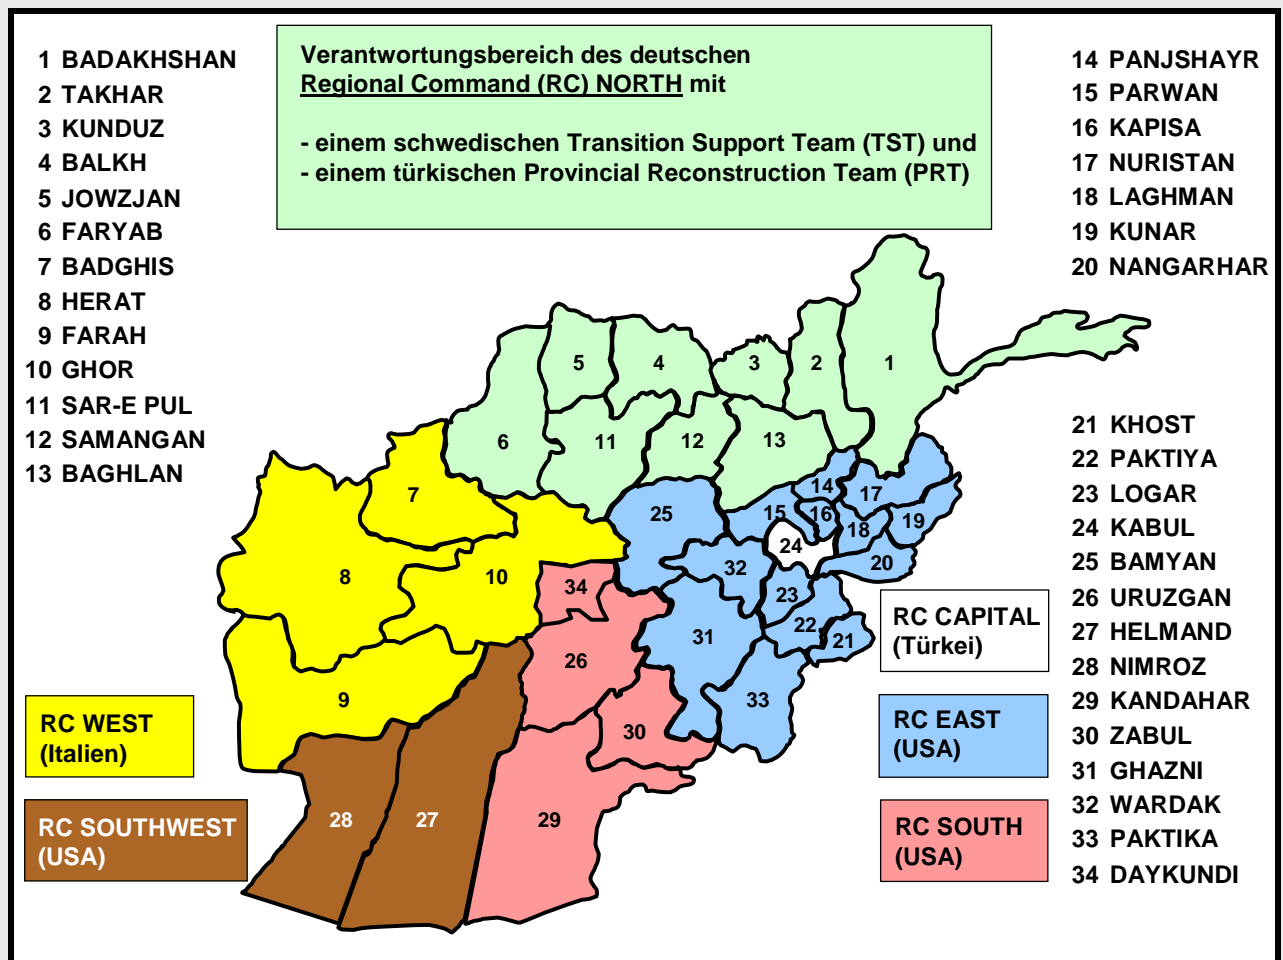 1 BADAKHSHAN
2 TAKHAR
3 KUNDUZ
4 BALKH
5 JOWZJAN
6 FARYAB
7 BADGHIS
8 HERAT
9 FARAH
10 GHOR
11 SAR-E PUL
12 SAMANGAN
13 BAGHLAN
Verantwortungsbereich des deutschen
Regional Command (RC) NORTH mit
- einem schwedischen Transition Support Team (TST) und
- einem türkischen Provincial Reconstruction Team (PRT)
14 PANJSHAYR
15 PARWAN
16 KAPISA
17 NURISTAN
18 LAGHMAN
19 KUNAR
20 NANGARHAR
21 KHOST
22 PAKTIYA
23 LOGAR
24 KABUL
25 BAMYAN
26 URUZGAN
27 HELMAND
28 NIMROZ
29 KANDAHAR
30 ZABUL
31 GHAZNI
32 WARDAK
33 PAKTIKA
34 DAYKUNDI
5
4
3
2
1
6
11
12
13
7
14
17
25
15
16
18
19
24
20
8
10
34
32
23
22
21
31
26
9
33
30
28
27
29
RC CAPITAL
(Türkei)
RC WEST
(Italien)
RC EAST
(USA)
RC SOUTHWEST
(USA)
RC SOUTH
(USA)